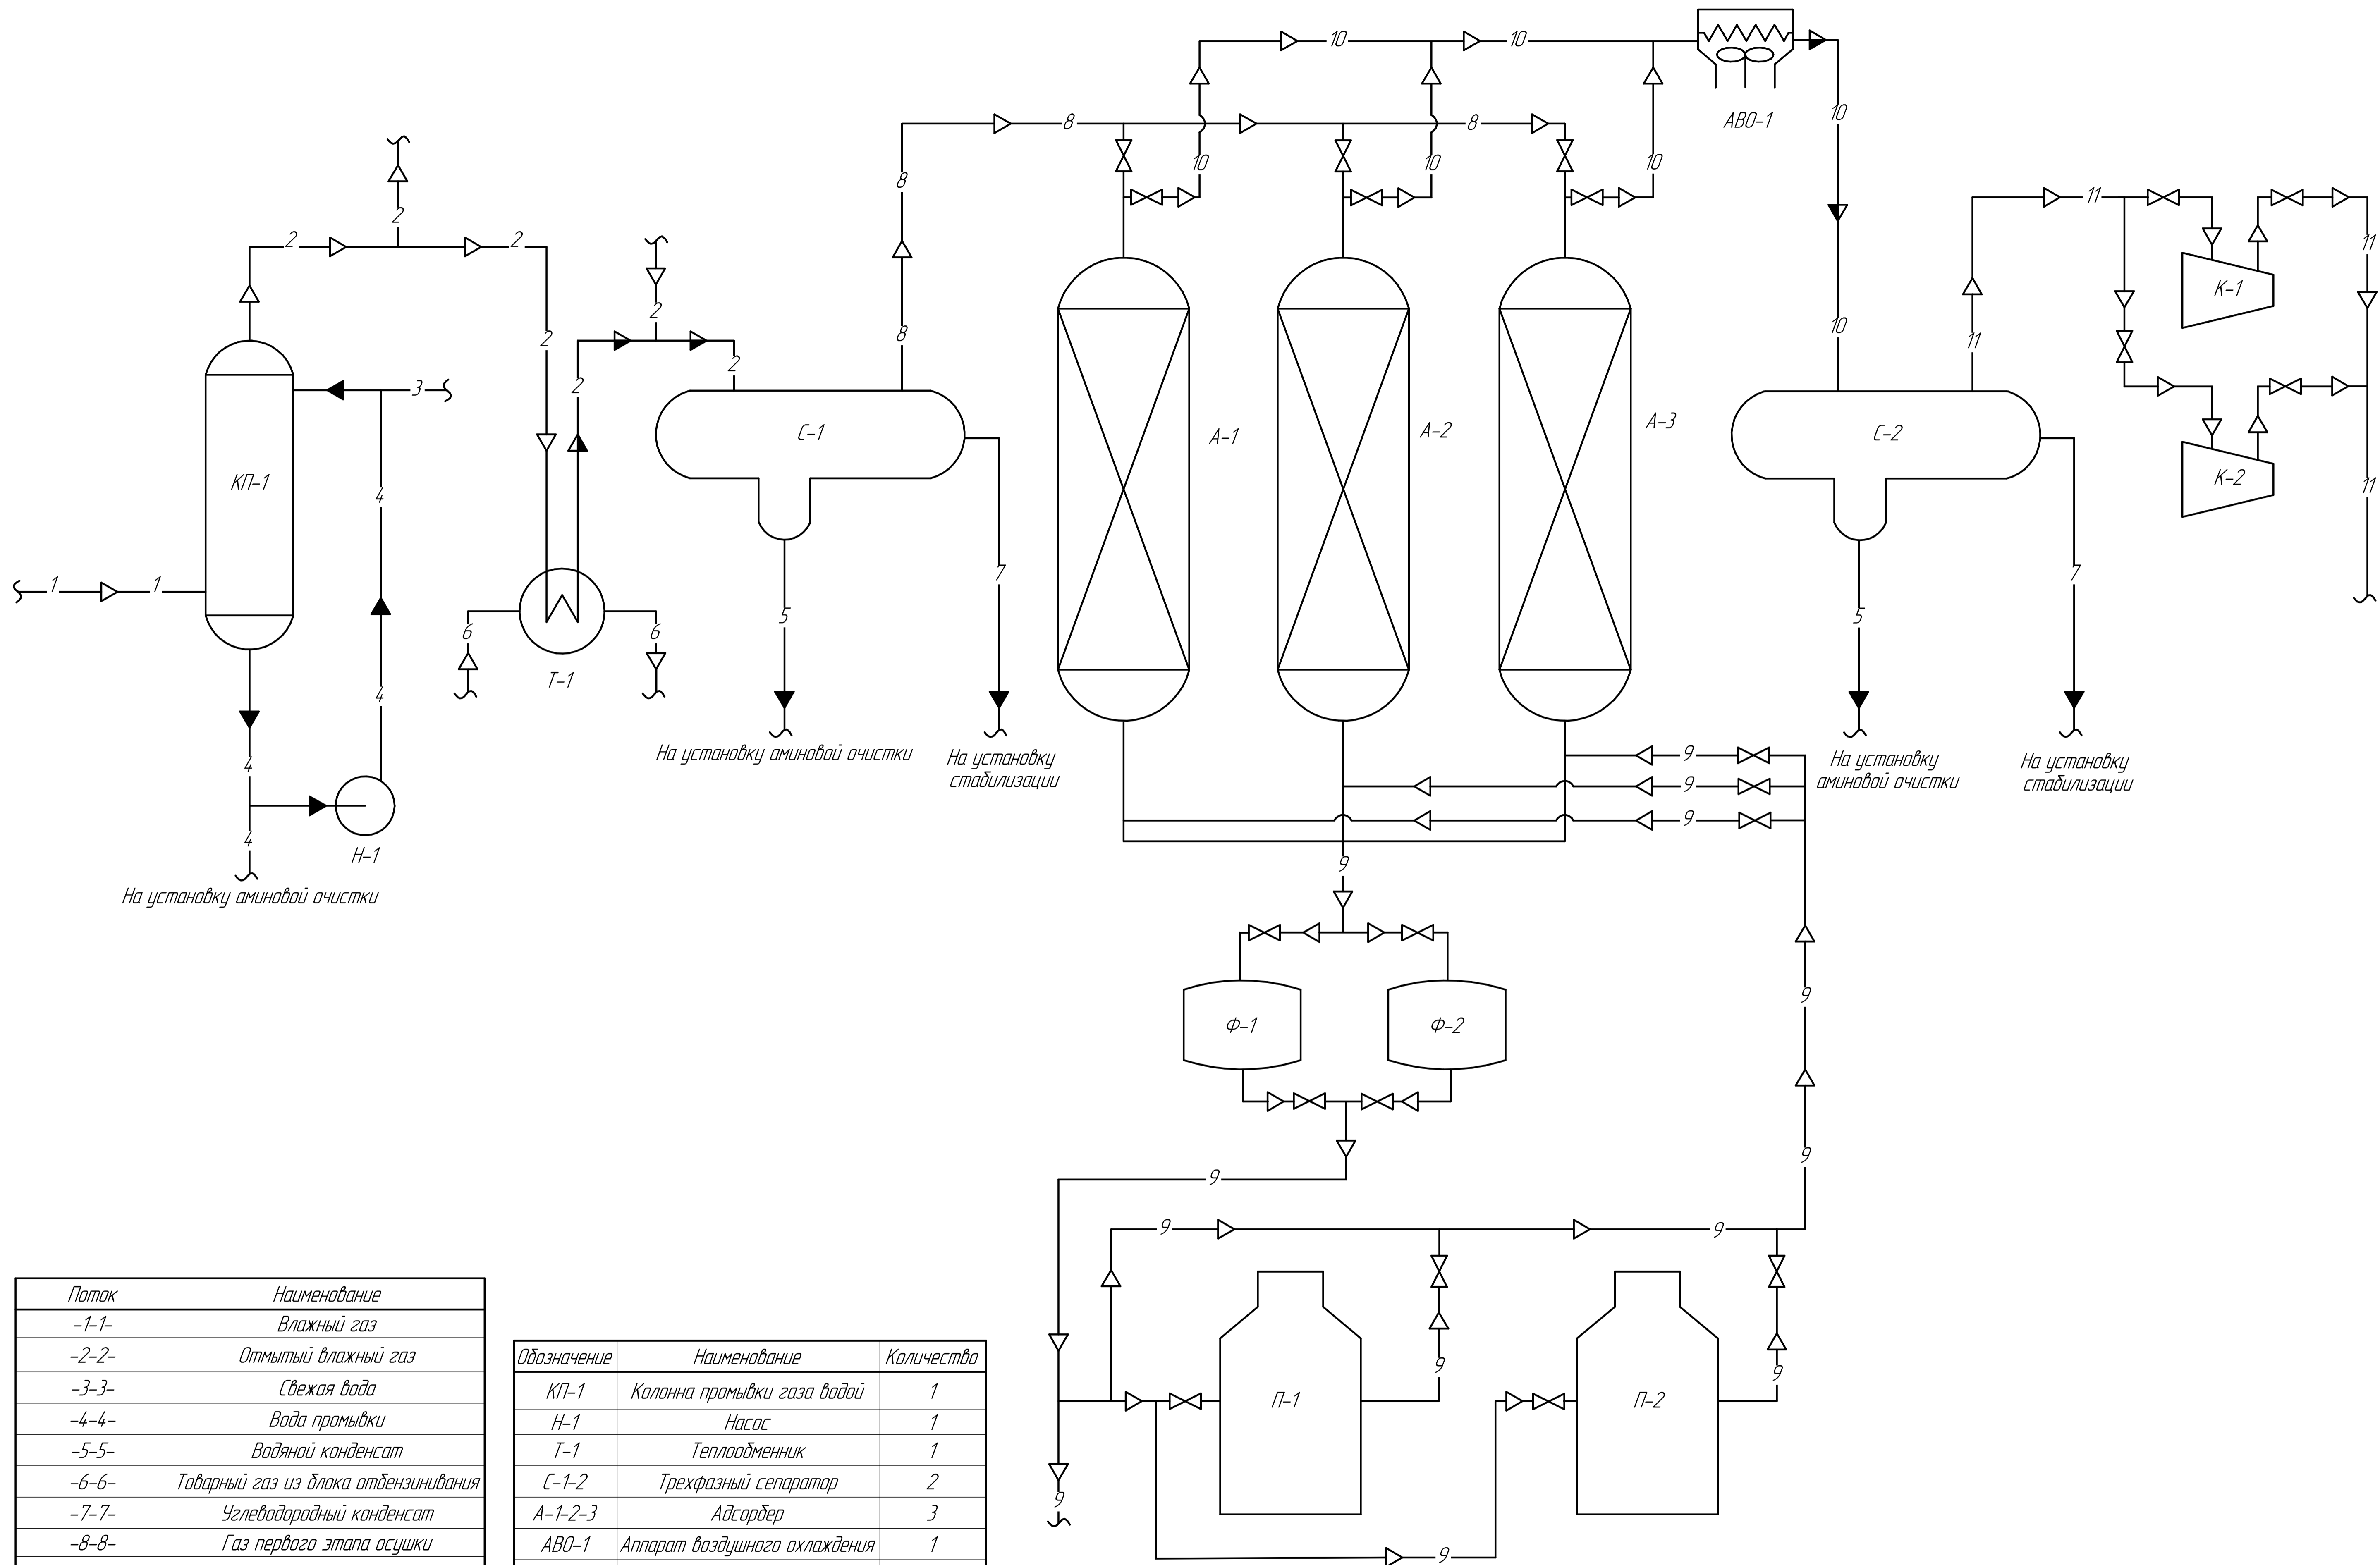 10
10
8
8
АВО-1
10
8
10
10
10
2
11
2
2
11
2
2
8
10
11
К-1
2
2
3
С-1
А-1
А-2
А-3
С-2
КП-1
4
К-2
11
1
1
7
7
5
5
6
6
Т-1
4
На установку аминовой очистки
На установку
стабилизации
9
На установку
аминовой очистки
На установку
стабилизации
4
9
9
4
Н-1
9
На установку аминовой очистки
9
Ф-1
Ф-2
9
9
9
9
Поток Наименование
-1-1- Влажный газ
-2-2- Отмытый влажный газ
-3-3- Свежая вода
-4-4- Вода промывки
-5-5- Водяной конденсат
-6-6- Товарный газ из блока отбензинивания
-7-7- Углеводородный конденсат
-8-8- Газ первого этапа осушки
Обозначение Наименование Количество
КП-1 Колонна промывки газа водой 1
Н-1 Насос 1
Т-1 Теплообменник 1
С-1-2 Трехфазный сепаратор 2
А-1-2-3 Адсорбер 3
АВО-1 Аппарат воздушного охлаждения 1
9
9
П-1
П-2
9
9